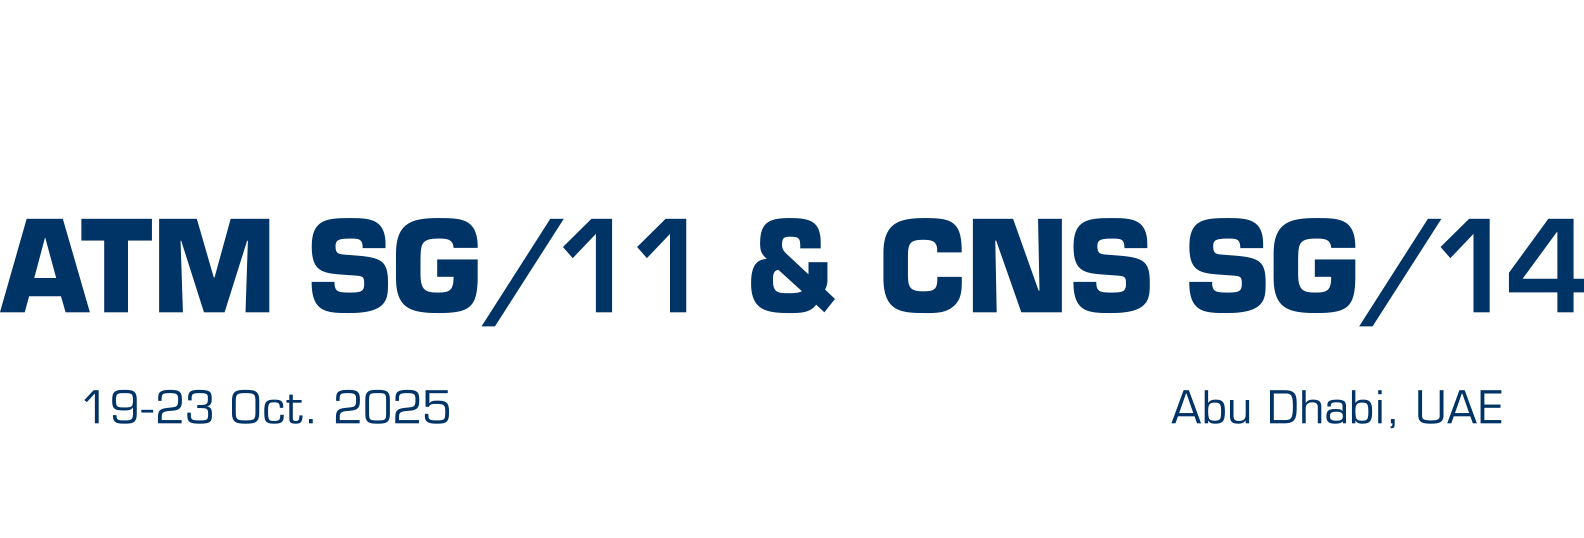 ATM SG/11 & CNS SG/14
19-23 Oct. 2025 Abu Dhabi, UAE